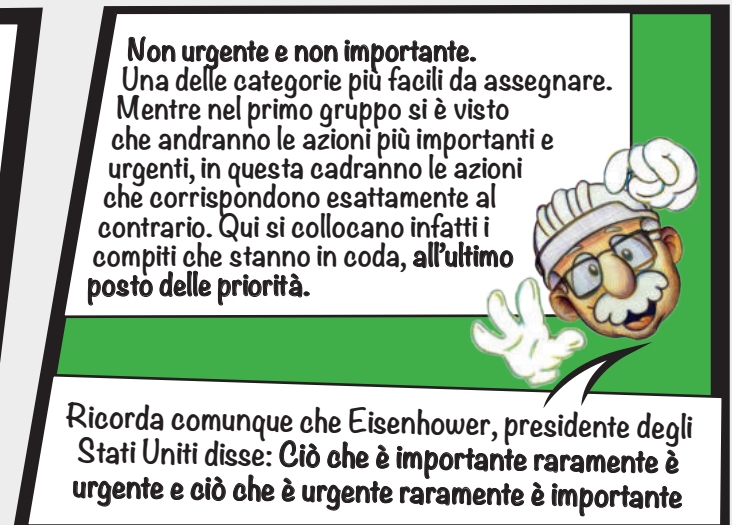 Non urgente e non importante.
Una delle categorie più facili da assegnare.
Mentre nel primo gruppo si è visto
che andranno le azioni più importanti e
urgenti, in questa cadranno le azioni
che corrispondono esattamente al
contrario. Qui si collocano infatti i
compiti che stanno in coda, all'ultimo
posto delle priorità.
Ricorda comunque che Eisenhower, presidente degli
Stati Uniti disse: Ciò che è importante raramente è
urgente e ciò che è urgente raramente è importante